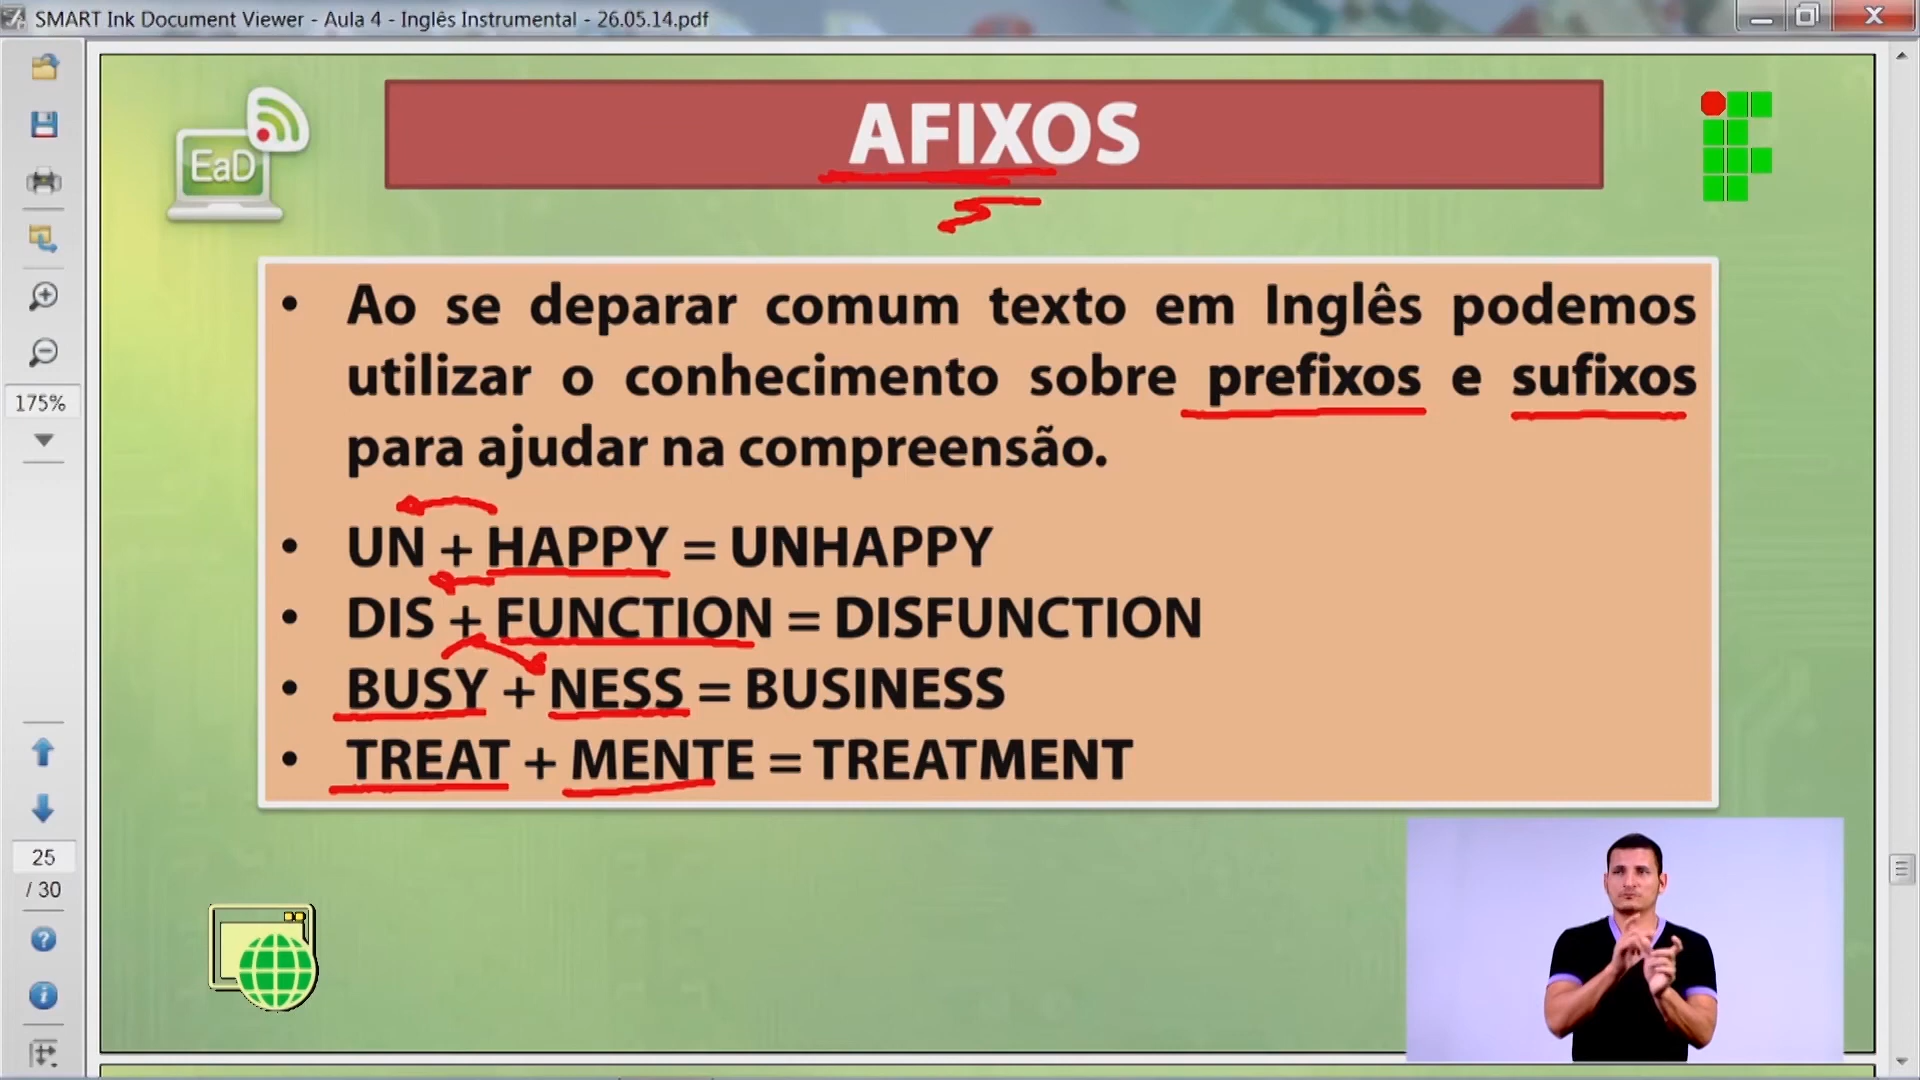 SMART Ink Document Viewer - Aula 4 - Inglês Instrumental - 26.05.14.pdf
EaD
AFIXOS
• Ao se deparar comum texto em Inglês podemos
utilizar o conhecimento sobre prefixos e sufixos
para ajudar na compreensão.
• UN + HAPPY = UNHAPPY
• DIS + FUNCTION = DISFUNCTION
• BUSY + NESS = BUSINESS
• TREAT + MENTE = TREATMENT
175%
25
/ 30